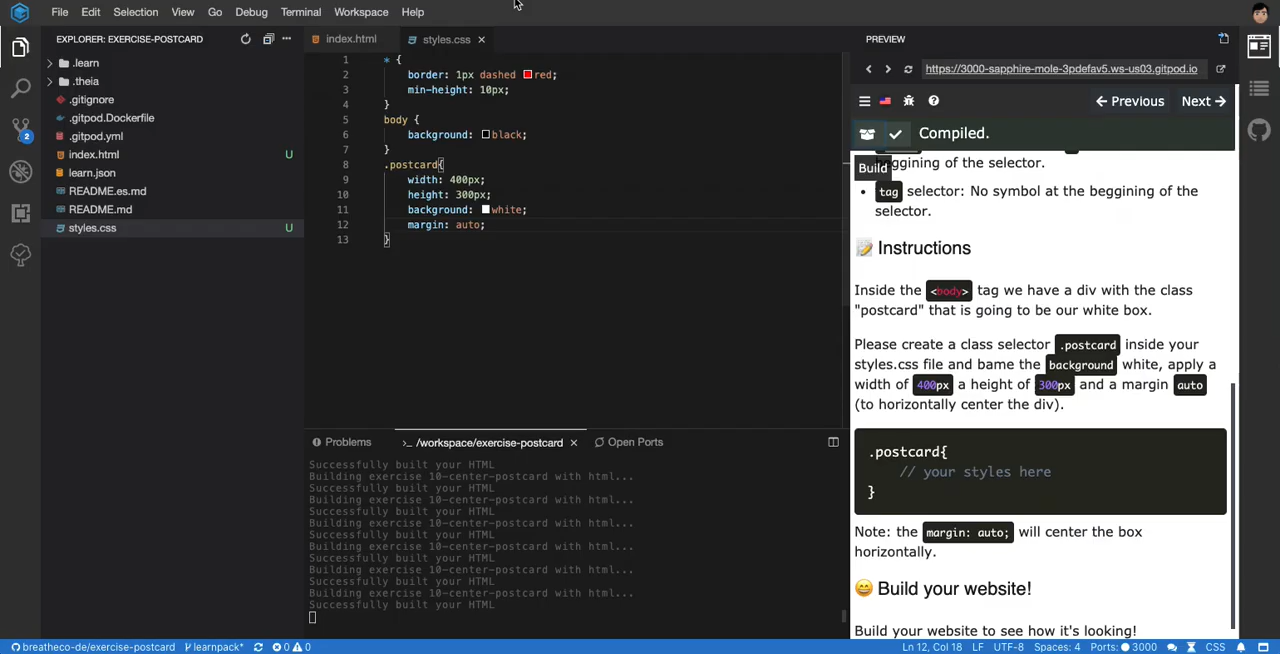 File Edit Selection View Go Debug Terminal Workspace Help
EXPLORER: EXERCISE-POSTCARD
.learn
.theia
.gitignore
.gitpod.Dockerfile
.gitpod.yml
index.html U
learn.json
README.es.md
README.md
styles.css U
2
index.html styles.css
1 * {
2 border: 1px dashed red;
3 min-height: 10px;
4 }
5 body {
6 background: black;
7 }
8 .postcard{
9 width: 400px;
10 height: 300px;
11 background: white;
12 margin: auto;
13 }
Problems >_ /workspace/exercise-postcard Open Ports
Successfully built your HTML
Building exercise 10-center-postcard with html...
Successfully built your HTML
Building exercise 10-center-postcard with html...
Successfully built your HTML
Building exercise 10-center-postcard with html...
Successfully built your HTML
Building exercise 10-center-postcard with html...
Successfully built your HTML
Building exercise 10-center-postcard with html...
Successfully built your HTML
Building exercise 10-center-postcard with html...
Successfully built your HTML
PREVIEW
https://3000-sapphire-mole-3pdefav5.ws-us03.gitpod.io
Previous Next
Compiled.
Build
beggining of the selector.
tag selector: No symbol at the beggining of the
selector.
Instructions
Inside the <body> tag we have a div with the class
"postcard" that is going to be our white box.
Please create a class selector .postcard inside your
styles.css file and bame the background white, apply a
width of 400px a height of 300px and a margin auto
(to horizontally center the div).
.postcard{
// your styles here
}
Note: the margin: auto; will center the box
horizontally.
Build your website!
Build your website to see how it's looking!
breatheco-de/exercise-postcard learnpack* 0 0 Ln 12, Col 18 LF UTF-8 Spaces: 4 Ports: 3000 CSS